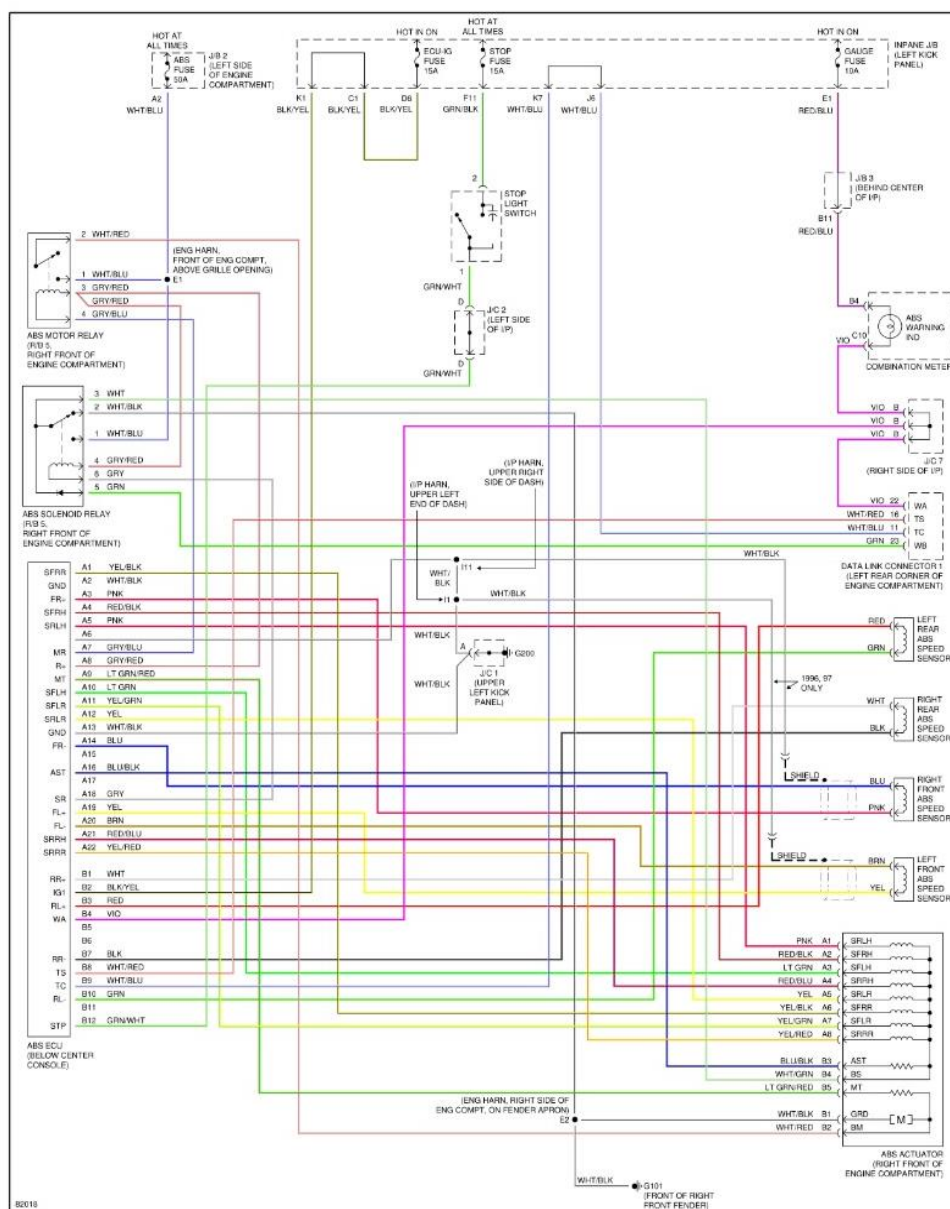 HOT AT
ALL TIMES
ABS
FUSE
50A
J/B 2
(LEFT SIDE
OF ENGINE
COMPARTMENT)
A2
WHT/BLU
HOT IN ON
ECU-IG
FUSE
15A
HOT AT
ALL TIMES
STOP
FUSE
15A
HOT IN ON
GAUGE
FUSE
10A
INPANE J/B
(LEFT KICK
PANEL)
K1
C1
D6
F11
K7
J6
E1
BLK/YEL
BLK/YEL
BLK/YEL
GRN/BLK
WHT/BLU
WHT/BLU
RED/BLU
2
STOP
LIGHT
SWITCH
1
GRN/WHT
D
J/C 2
(LEFT SIDE
OF I/P)
D
GRN/WHT
J/B 3
(BEHIND CENTER
OF I/P)
B11
RED/BLU
B4
ABS
WARNING
IND
C10
VIO
COMBINATION METER
2 WHT/RED
(ENG HARN,
FRONT OF ENG COMPT,
ABOVE GRILLE OPENING)
1 WHT/BLU
E1
3 GRY/RED
GRY/RED
4 GRY/BLU
ABS MOTOR RELAY
(R/B 5,
RIGHT FRONT OF
ENGINE COMPARTMENT)
3 WHT
2 WHT/BLK
1 WHT/BLU
4 GRY/RED
6 GRY
5 GRN
ABS SOLENOID RELAY
(R/B 5,
RIGHT FRONT OF
ENGINE COMPARTMENT)
VIO B
VIO B
VIO B
J/C 7
(RIGHT SIDE OF I/P)
VIO 22 WA
WHT/RED 16 TS
WHT/BLU 11 TC
GRN 23 WB
DATA LINK CONNECTOR 1
(LEFT REAR CORNER OF
ENGINE COMPARTMENT)
(I/P HARN,
UPPER RIGHT
SIDE OF DASH)
(I/P HARN,
UPPER LEFT
END OF DASH)
WHT/BLK
I11
WHT/
BLK
I1
WHT/BLK
WHT/BLK
A
G200
J/C 1
(UPPER
LEFT KICK
PANEL)
WHT/BLK
SFRR A1 YEL/BLK
GND A2 WHT/BLK
FR+ A3 PNK
SFRH A4 RED/BLK
SRLH A5 PNK
A6
MR A7 GRY/BLU
R+ A8 GRY/RED
MT A9 LT GRN/RED
SFLH A10 LT GRN
SFLR A11 YEL/GRN
SRLR A12 YEL
GND A13 WHT/BLK
FR- A14 BLU
A15
AST A16 BLU/BLK
A17
SR A18 GRY
FL+ A19 YEL
FL- A20 BRN
SRRH A21 RED/BLU
SRRR A22 YEL/RED
RR+ B1 WHT
IG1 B2 BLK/YEL
RL+ B3 RED
WA B4 VIO
B5
B6
RR- B7 BLK
TS B8 WHT/RED
TC B9 WHT/BLU
RL- B10 GRN
B11
STP B12 GRN/WHT
ABS ECU
(BELOW CENTER
CONSOLE)
RED
GRN
LEFT
REAR
ABS
SPEED
SENSOR
1996, 97
ONLY
WHT
BLK
RIGHT
REAR
ABS
SPEED
SENSOR
SHIELD
BLU
PNK
RIGHT
FRONT
ABS
SPEED
SENSOR
SHIELD
BRN
YEL
LEFT
FRONT
ABS
SPEED
SENSOR
PNK A1 SRLH
RED/BLK A2 SFRH
LT GRN A3 SFLH
RED/BLU A4 SRRH
YEL A5 SRLR
YEL/BLK A6 SFRR
YEL/GRN A7 SFLR
YEL/RED A8 SRRR
BLU/BLK B3 AST
WHT/GRN B4 BS
LT GRN/RED B5 MT
WHT/BLK B1 GRD
M
WHT/RED B2 BM
ABS ACTUATOR
(RIGHT FRONT OF
ENGINE COMPARTMENT)
(ENG HARN, RIGHT SIDE OF
ENG COMPT, ON FENDER APRON)
E2
WHT/BLK
G101
(FRONT OF RIGHT
FRONT FENDER)
82018